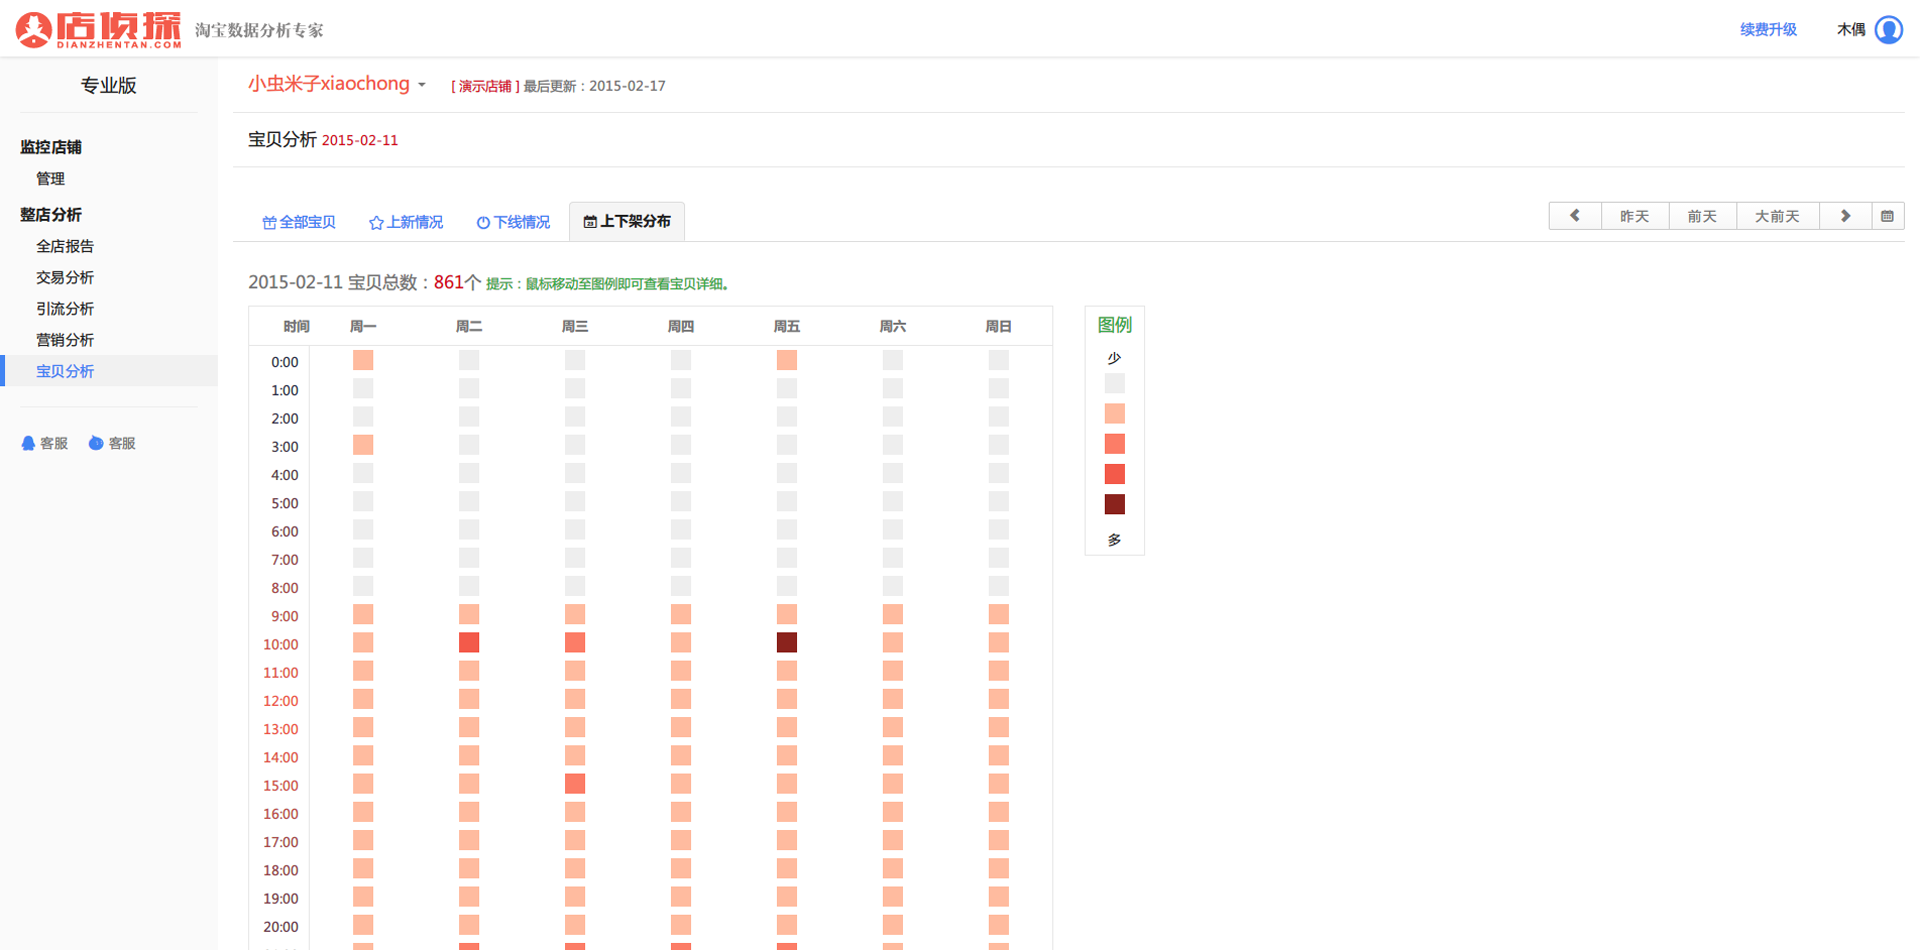 店侦探
DIANZHENTAN.COM
淘宝数据分析专家
续费升级
木偶
专业版
监控店铺
管理
整店分析
全店报告
交易分析
引流分析
营销分析
宝贝分析
客服 客服
小虫米子xiaochong [ 演示店铺 ] 最后更新：2015-02-17
宝贝分析 2015-02-11
全部宝贝 上新情况 下线情况 上下架分布
昨天 前天 大前天
2015-02-11 宝贝总数：861个 提示：鼠标移动至图例即可查看宝贝详细。
时间 周一 周二 周三 周四 周五 周六 周日
0:00
1:00
2:00
3:00
4:00
5:00
6:00
7:00
8:00
9:00
10:00
11:00
12:00
13:00
14:00
15:00
16:00
17:00
18:00
19:00
20:00
图例
少
多